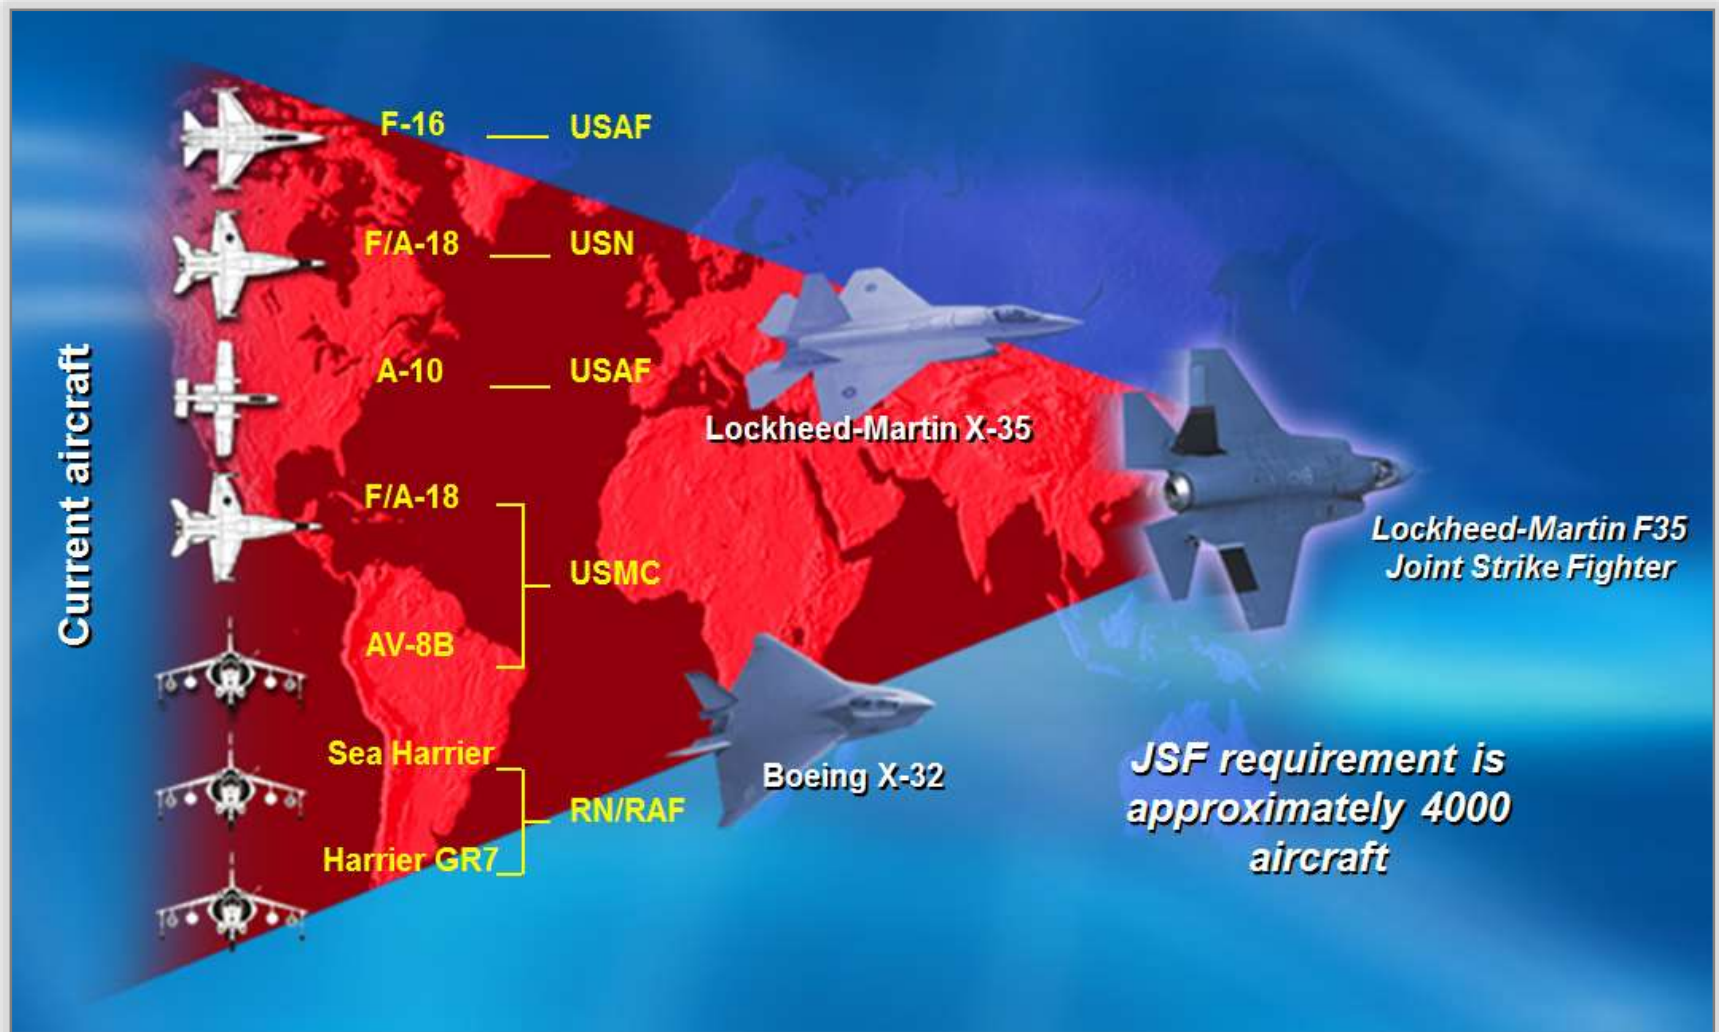 Current aircraft
F-16
USAF
F/A-18
USN
A-10
USAF
F/A-18
AV-8B
USMC
Sea Harrier
Harrier GR7
RN/RAF
Lockheed-Martin X-35
Boeing X-32
Lockheed-Martin F35
Joint Strike Fighter
JSF requirement is
approximately 4000
aircraft